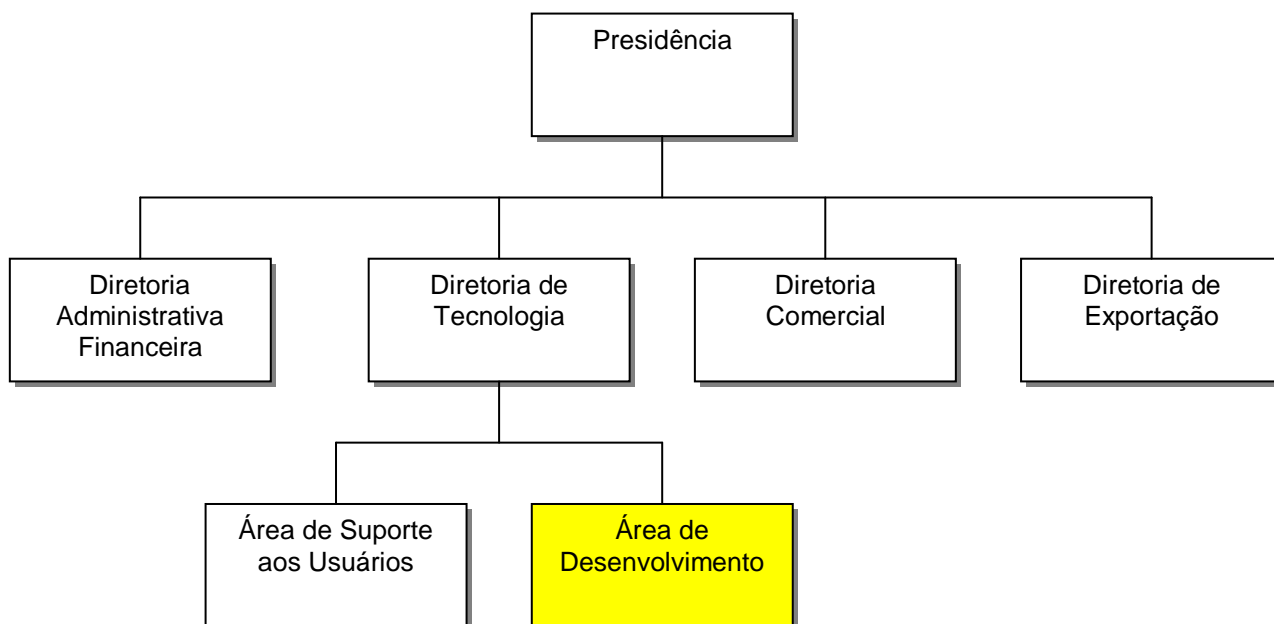 Presidência
Diretoria
Administrativa
Financeira
Diretoria de
Tecnologia
Diretoria
Comercial
Diretoria de
Exportação
Área de Suporte
aos Usuários
Área de
Desenvolvimento